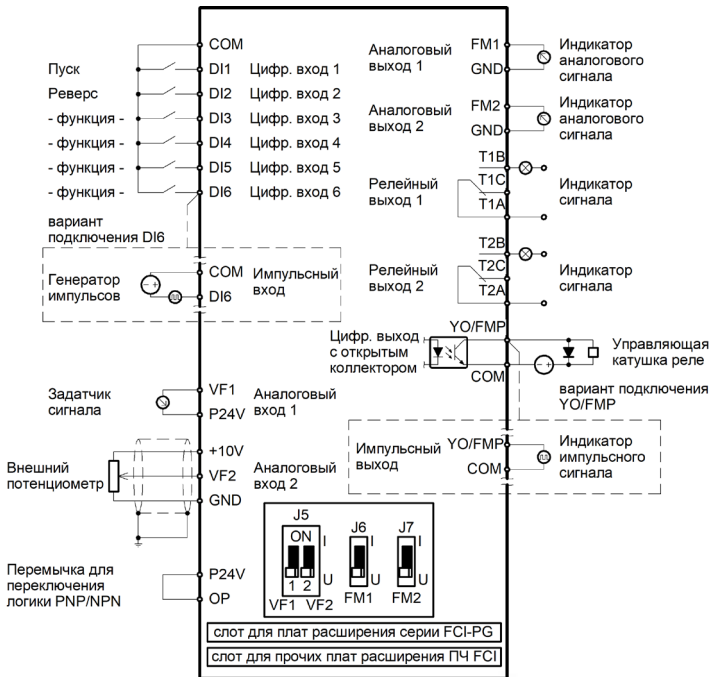 COM
Пуск DI1 Цифр. вход 1
Реверс DI2 Цифр. вход 2
- функция - DI3 Цифр. вход 3
- функция - DI4 Цифр. вход 4
- функция - DI5 Цифр. вход 5
- функция - DI6 Цифр. вход 6
вариант
подключения DI6
Генератор
импульсов
COM
DI6
Импульсный
вход
Задатчик
сигнала
VF1
P24V
Аналоговый
вход 1
Внешний
потенциометр
+10V
VF2
GND
Аналоговый
вход 2
Перемычка для
переключения
логики PNP/NPN
P24V
OP
Аналоговый
выход 1
FM1
GND
Индикатор
аналогового
сигнала
Аналоговый
выход 2
FM2
GND
Индикатор
аналогового
сигнала
Релейный
выход 1
T1B
T1C
T1A
Индикатор
сигнала
Релейный
выход 2
T2B
T2C
T2A
Индикатор
сигнала
Цифр. выход
с открытым
коллектором
YO/FMP
COM
Управляющая
катушка реле
вариант подключения
YO/FMP
Импульсный
выход
YO/FMP
COM
Индикатор
импульсного
сигнала
J5
ON
I
U
1 2
VF1 VF2
J6
I
U
FM1
J7
I
U
FM2
слот для плат расширения серии FCI-PG
слот для прочих плат расширения ПЧ FCI